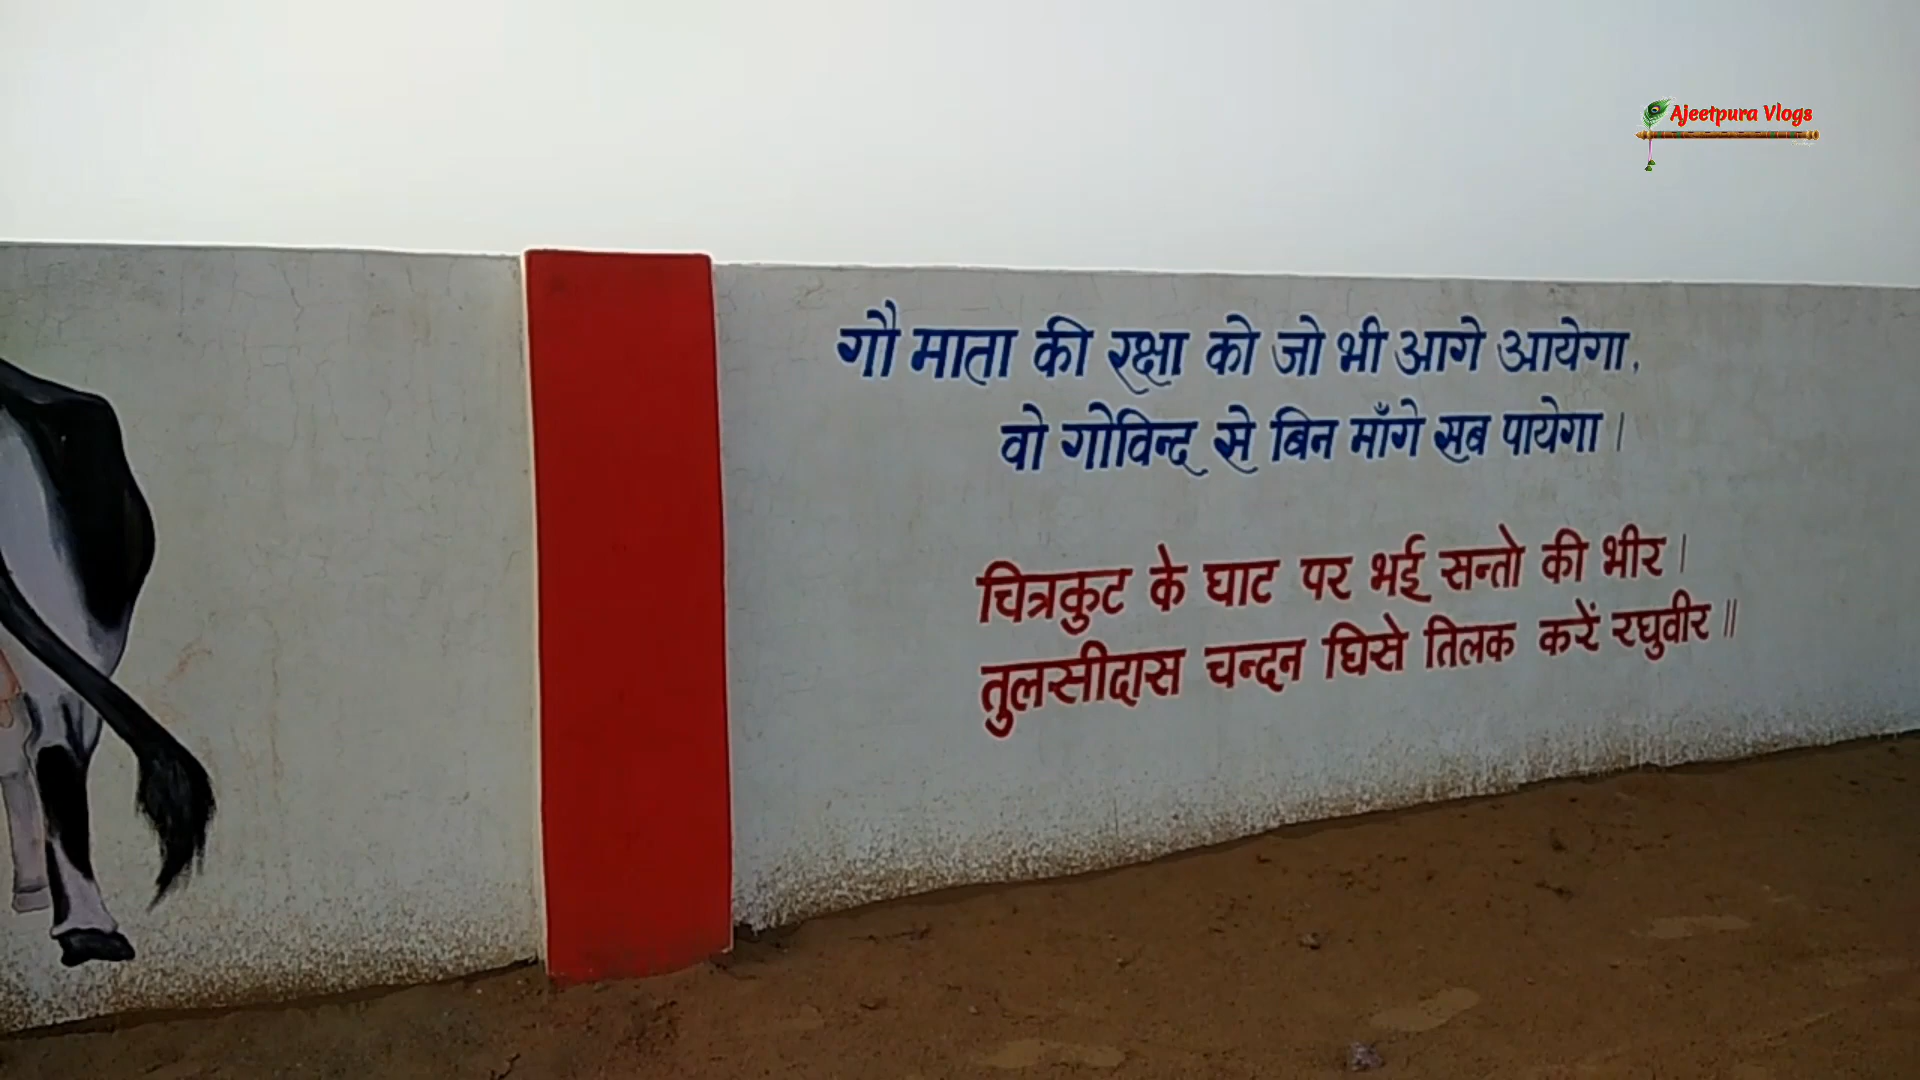 Ajeetpura Vlogs
गौ माता की रक्षा को जो भी आगे आयेगा,
वो गोविन्द से बिन माँगे सब पायेगा।
चित्रकुट के घाट पर भई सन्तो की भीर।
तुलसीदास चन्दन घिसे तिलक करें रघुवीर॥